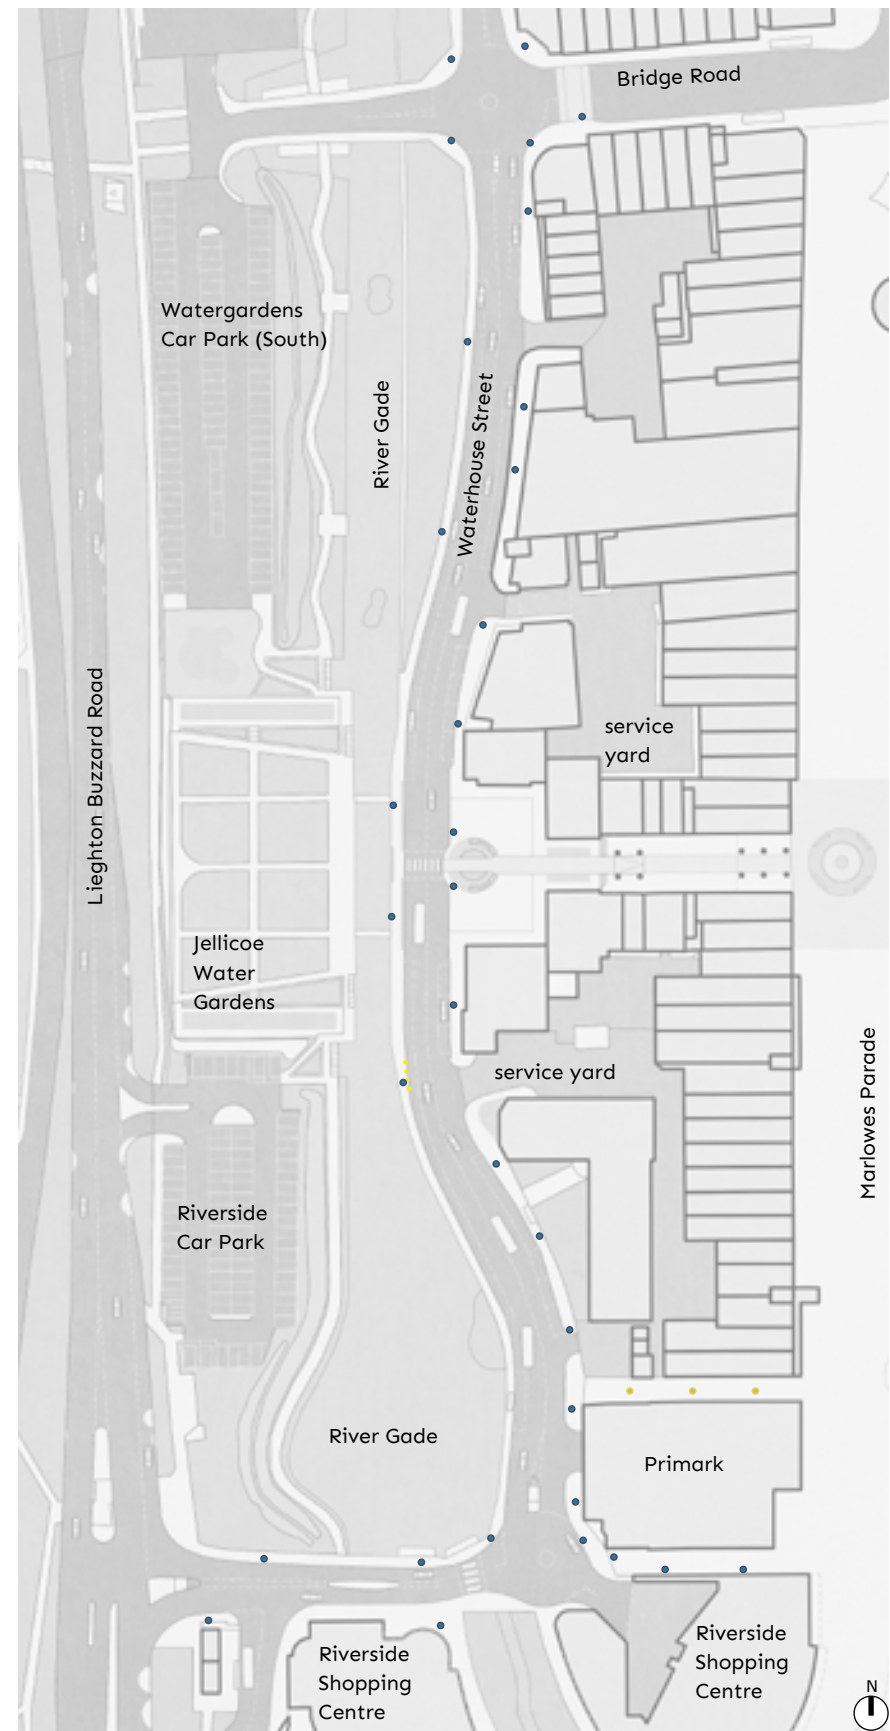 Bridge Road
Watergardens
Car Park (South)
River Gade
Waterhouse Street
Lieghton Buzzard Road
service
yard
Jellicoe
Water
Gardens
service yard
Marlowes Parade
Riverside
Car Park
River Gade
Primark
Riverside
Shopping
Centre
Riverside
Shopping
Centre
N